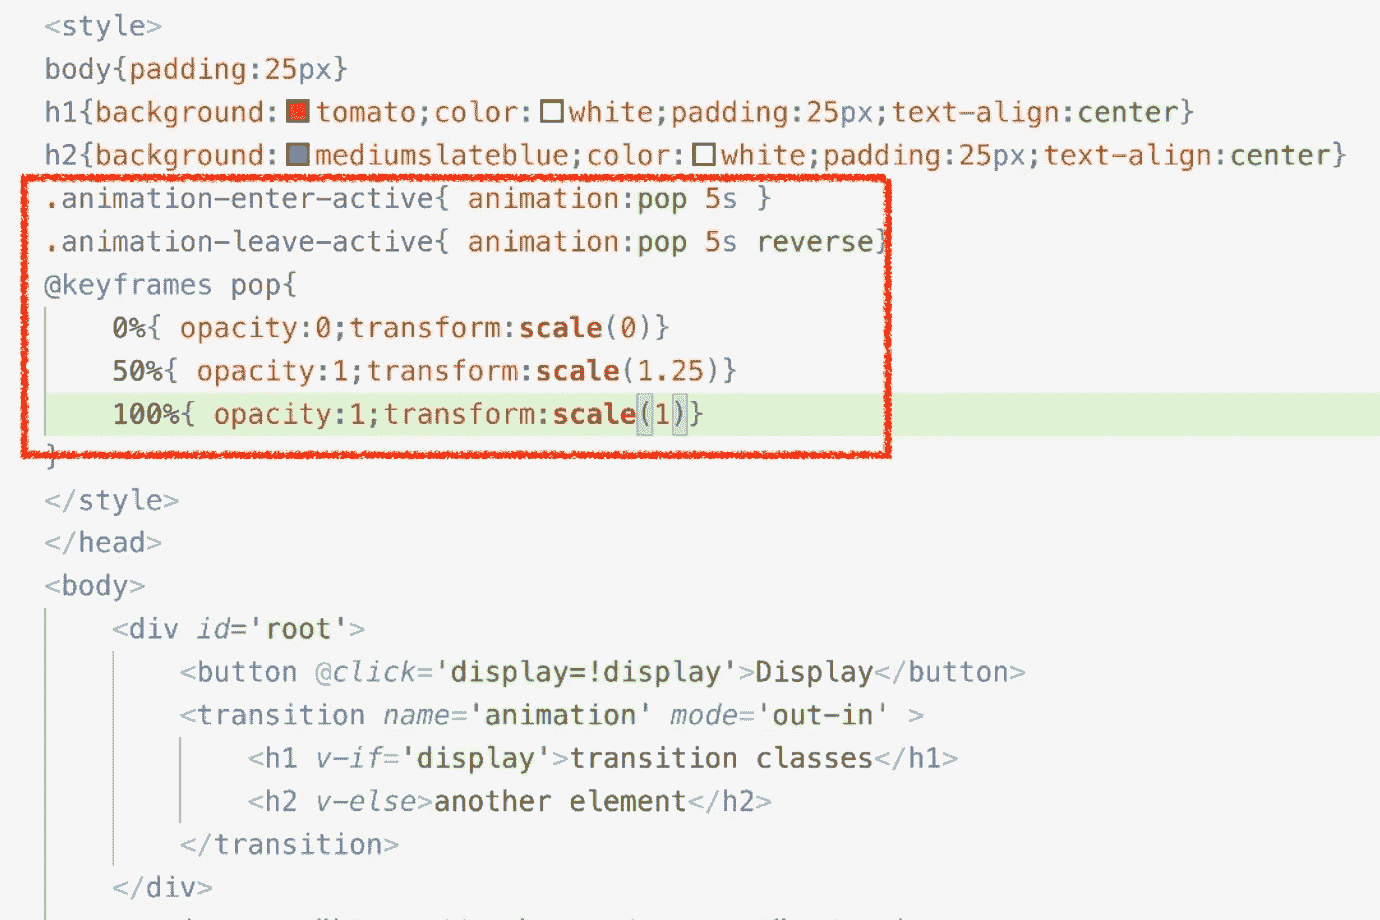 <style>
body{padding:25px}
h1{background:tomato;color:white;padding:25px;text-align:center}
h2{background:mediumslateblue;color:white;padding:25px;text-align:center}
.animation-enter-active{ animation:pop 5s }
.animation-leave-active{ animation:pop 5s reverse}
@keyframes pop{
0%{ opacity:0;transform:scale(0)}
50%{ opacity:1;transform:scale(1.25)}
100%{ opacity:1;transform:scale(1)}
}
</style>
</head>
<body>
<div id='root'>
<button @click='display=!display'>Display</button>
<transition name='animation' mode='out-in' >
<h1 v-if='display'>transition classes</h1>
<h2 v-else>another element</h2>
</transition>
</div>